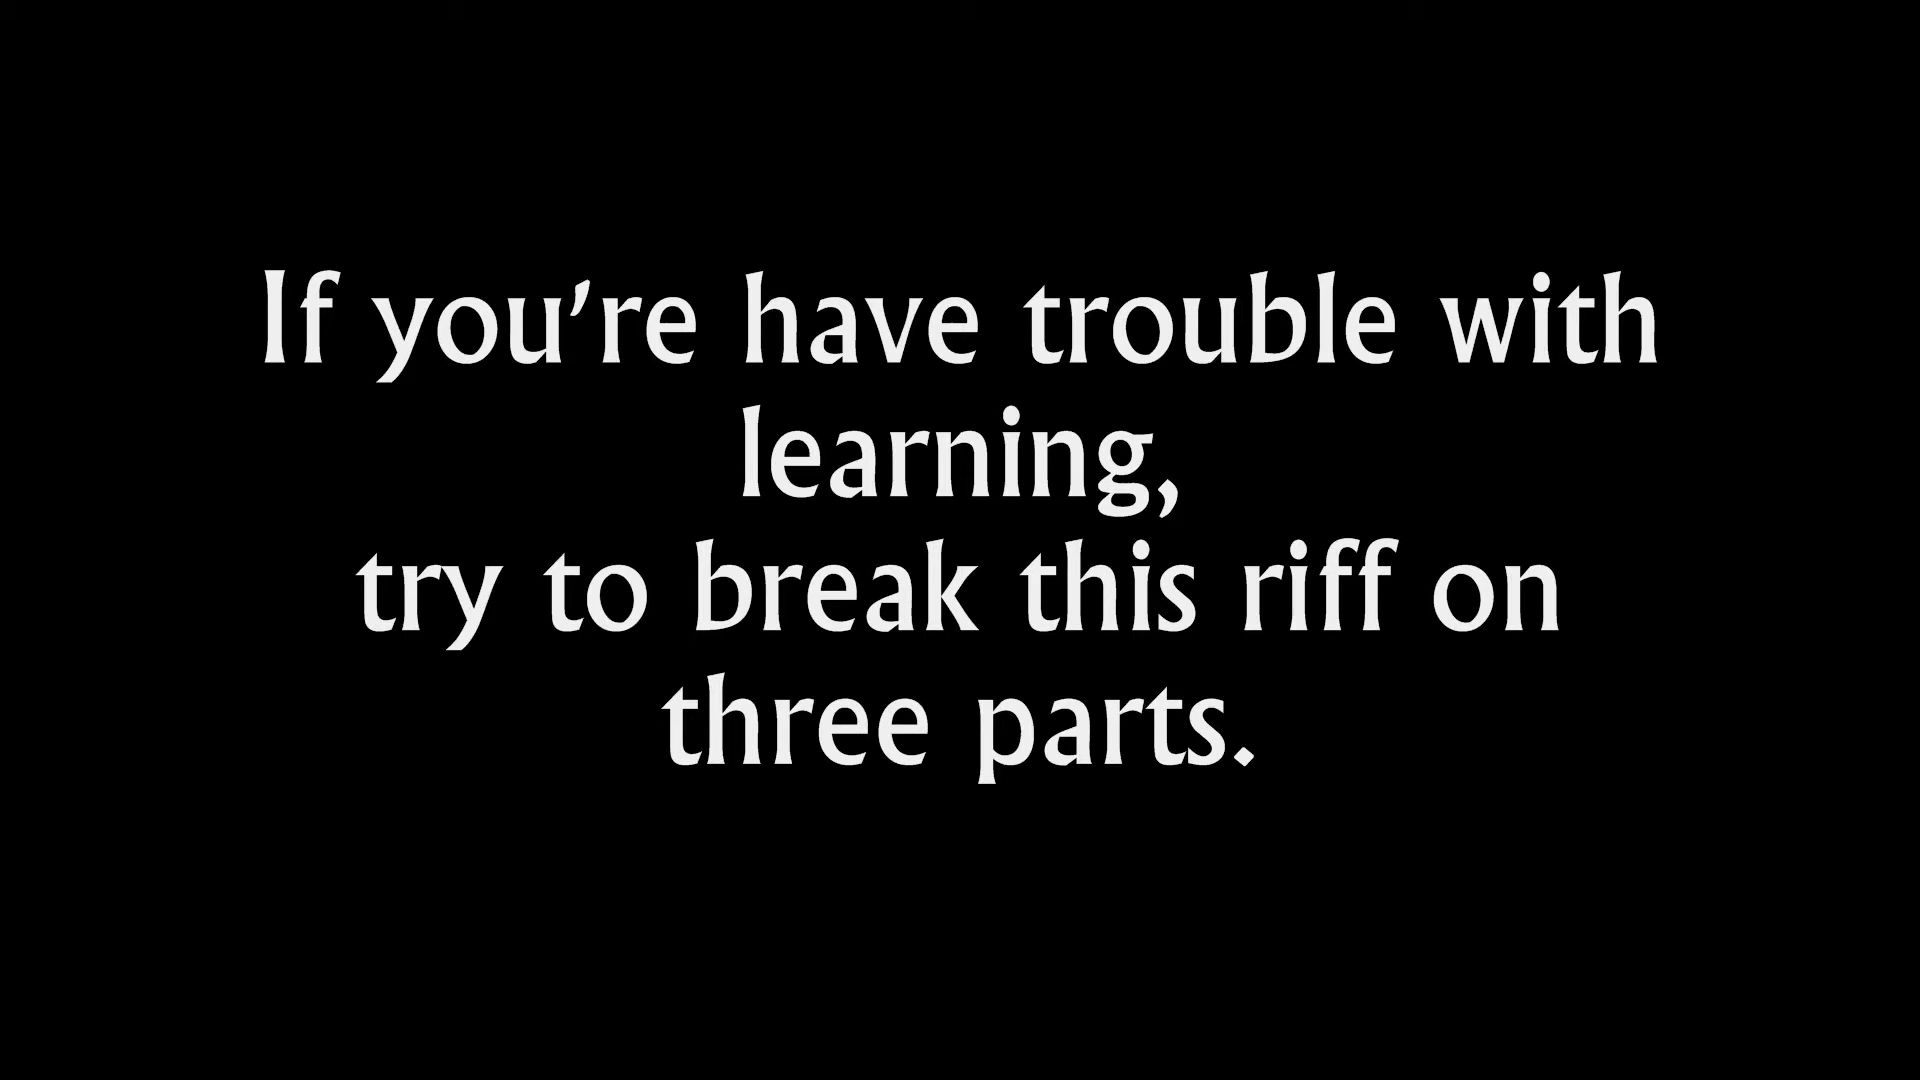 If you're have trouble with
learning,
try to break this riff on
three parts.